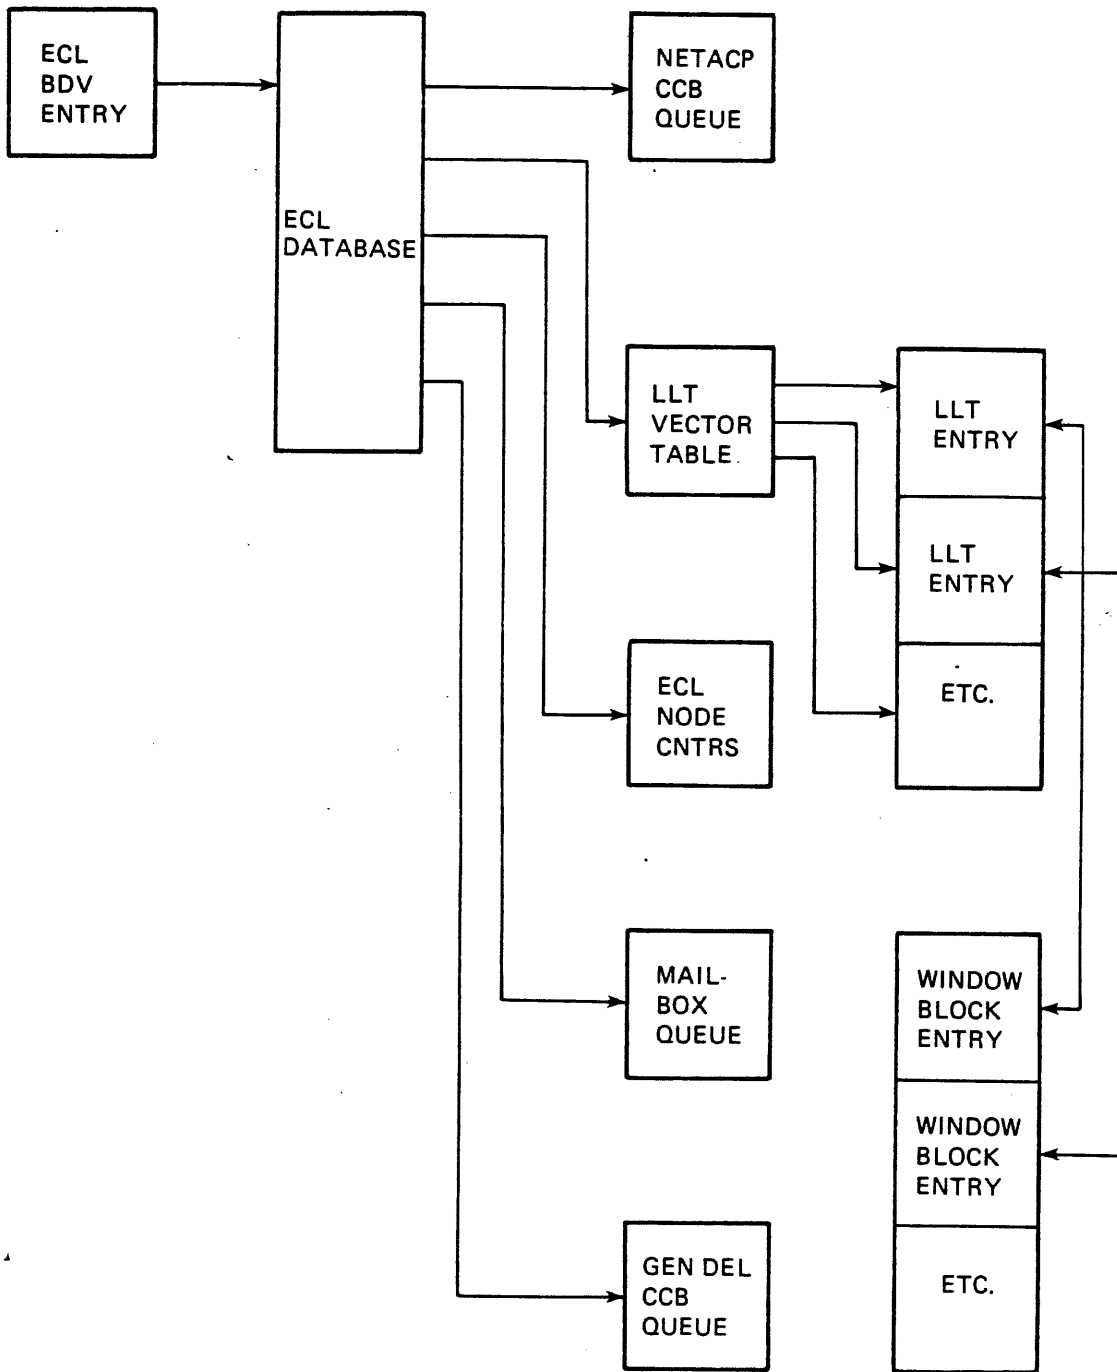 ECL
BDV
ENTRY
ECL
DATABASE
NETACP
CCB
QUEUE
LLT
VECTOR
TABLE
LLT
ENTRY
LLT
ENTRY
ETC.
ECL
NODE
CNTRS
MAIL-
BOX
QUEUE
WINDOW
BLOCK
ENTRY
WINDOW
BLOCK
ENTRY
ETC.
GEN DEL
CCB
QUEUE